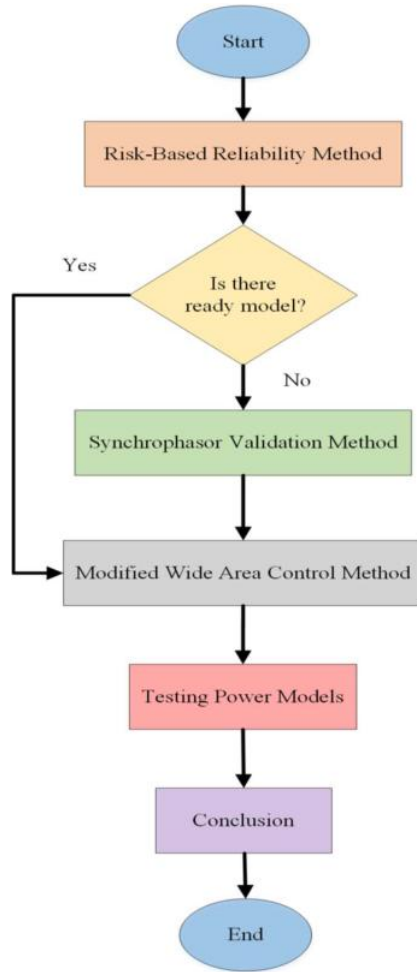 Start
Risk-Based Reliability Method
Yes
Is there
ready model?
No
Synchrophasor Validation Method
Modified Wide Area Control Method
Testing Power Models
Conclusion
End